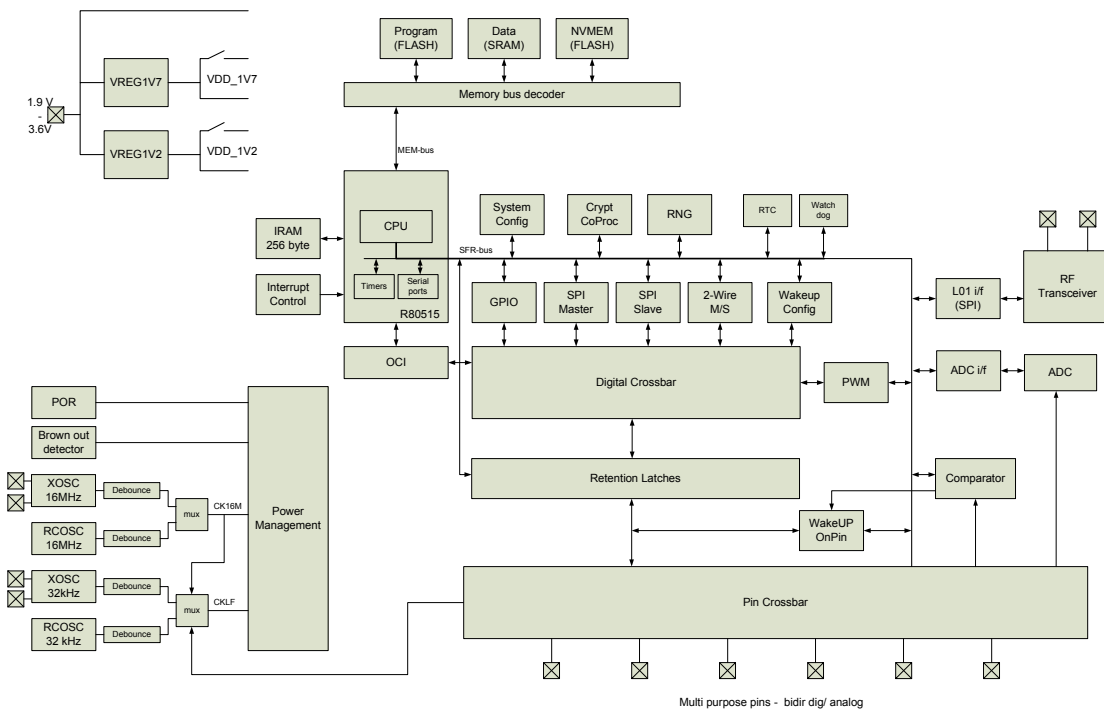 Program
(FLASH)
Data
(SRAM)
NVMEM
(FLASH)
VREG1V7
VDD_1V7
Memory bus decoder
1.9 V
-
3.6V
VREG1V2
VDD_1V2
MEM-bus
CPU
IRAM
256 byte
System
Config
Crypt
CoProc
RNG
RTC
Watch
dog
SFR-bus
Interrupt
Control
Timers
Serial
ports
R80515
GPIO
SPI
Master
SPI
Slave
2-Wire
M/S
Wakeup
Config
L01 i/f
(SPI)
RF
Transceiver
OCI
Digital Crossbar
PWM
ADC i/f
ADC
POR
Brown out
detector
XOSC
16MHz
Debounce
mux
CK16M
RCOSC
16MHz
Debounce
Power
Management
Retention Latches
Comparator
WakeUP
OnPin
XOSC
32kHz
Debounce
mux
CKLF
RCOSC
32 kHz
Debounce
Pin Crossbar
Multi purpose pins - bidir dig/ analog